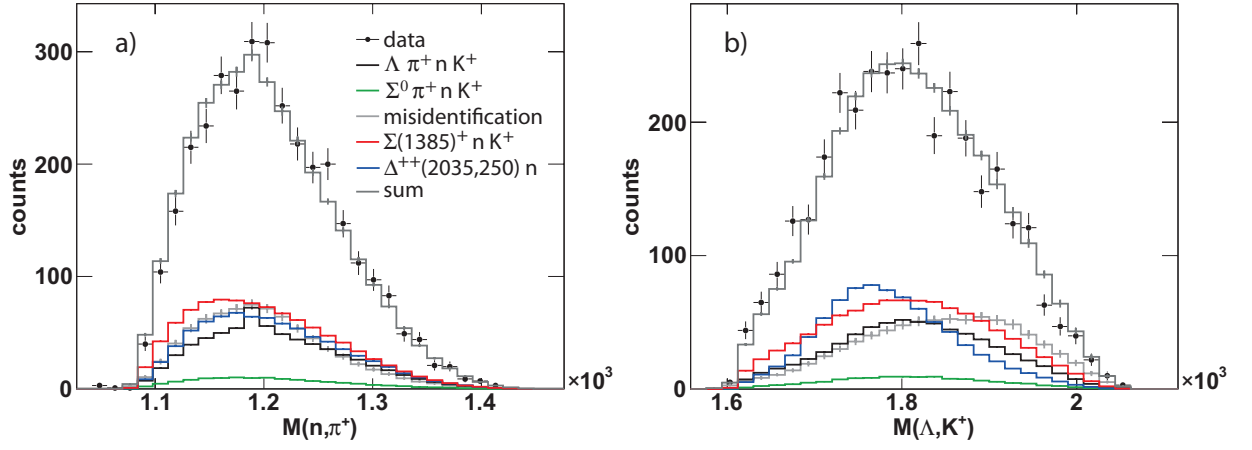 a)
300
200
100
0
counts
data
Λ π⁺ n K⁺
Σ⁰ π⁺ n K⁺
misidentification
Σ(1385)⁺ n K⁺
Δ⁺⁺(2035,250) n
sum
1.1 1.2 1.3 1.4
×10³
M(n,π⁺)
b)
200
100
0
counts
1.6 1.8 2
×10³
M(Λ,K⁺)